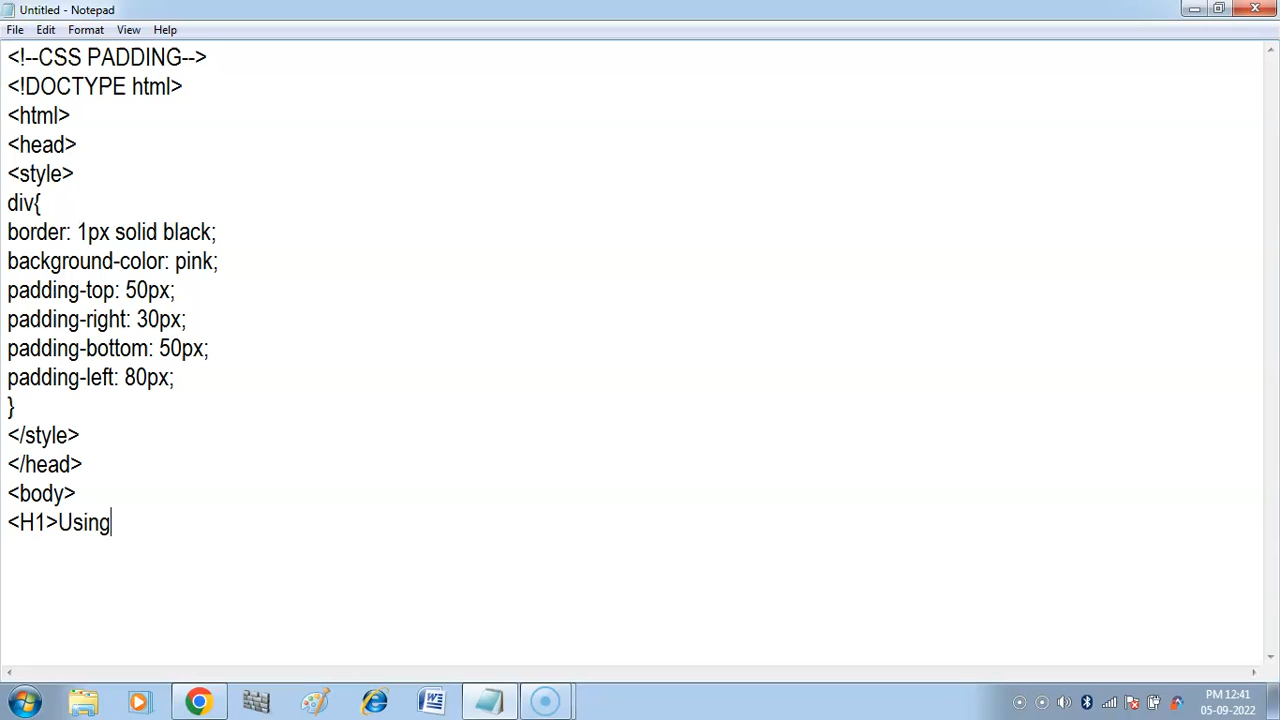 Untitled - Notepad
File Edit Format View Help
<!--CSS PADDING-->
<!DOCTYPE html>
<html>
<head>
<style>
div{
border: 1px solid black;
background-color: pink;
padding-top: 50px;
padding-right: 30px;
padding-bottom: 50px;
padding-left: 80px;
}
</style>
</head>
<body>
<H1>Using
PM 12:41
05-09-2022